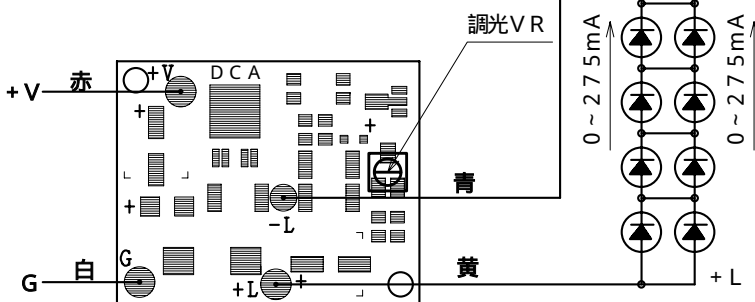 調光VR
0~275mA
0~275mA
+V
赤
+V
DCA
+
+
青
-L
+
G
白
G
+L
+
黄
+L